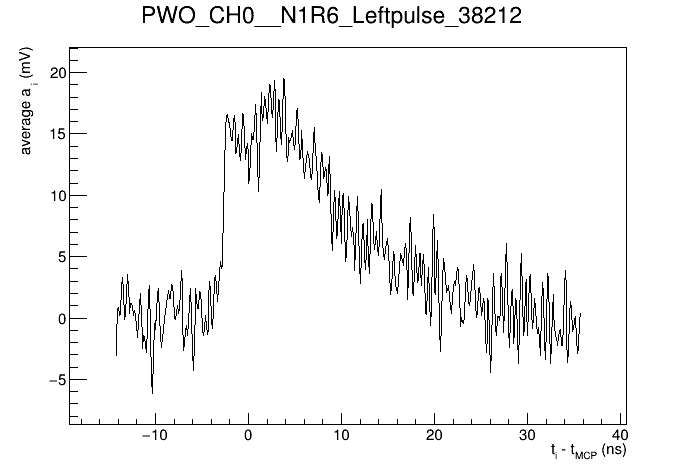 PWO_CH0__N1R6_Leftpulse_38212
average a_i (mV)
20
15
10
5
0
−5
−10 0 10 20 30 40
t_i - t_MCP (ns)